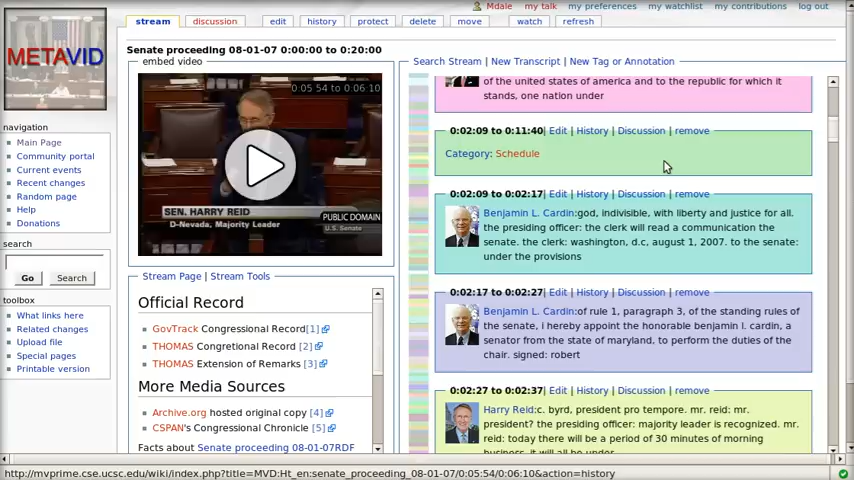 Mdale my talk my preferences my watchlist my contributions log out
stream discussion edit history protect delete move watch refresh
METAVID
Senate proceeding 08-01-07 0:00:00 to 0:20:00
embed video
0:05:54 to 0:06:10
SEN. HARRY REID
D-Nevada, Majority Leader
PUBLIC DOMAIN
U.S. Senate
navigation
Main Page
Community portal
Current events
Recent changes
Random page
Help
Donations
search
Go Search
toolbox
What links here
Related changes
Upload file
Special pages
Printable version
Stream Page | Stream Tools
Official Record
GovTrack Congressional Record[1]
THOMAS Congretional Record [2]
THOMAS Extension of Remarks [3]
More Media Sources
Archive.org hosted original copy [4]
CSPAN's Congressional Chronicle [5]
Facts about Senate proceeding 08-01-07RDF
Search Stream | New Transcript | New Tag or Annotation
of the united states of america and to the republic for which it
stands, one nation under
0:02:09 to 0:11:40| Edit | History | Discussion | remove
Category: Schedule
0:02:09 to 0:02:17| Edit | History | Discussion | remove
Benjamin L. Cardin:god, indivisible, with liberty and justice for all.
the presiding officer: the clerk will read a communication the
senate. the clerk: washington, d.c, august 1, 2007. to the senate:
under the provisions
0:02:17 to 0:02:27| Edit | History | Discussion | remove
Benjamin L. Cardin:of rule 1, paragraph 3, of the standing rules of
the senate, i hereby appoint the honorable benjamin l. cardin, a
senator from the state of maryland, to perform the duties of the
chair. signed: robert
0:02:27 to 0:02:37| Edit | History | Discussion | remove
Harry Reid:c. byrd, president pro tempore. mr. reid: mr.
president? the presiding officer: majority leader is recognized. mr.
reid: today there will be a period of 30 minutes of morning
business. it will be under
http://mvprime.cse.ucsc.edu/wiki/index.php?title=MVD:Ht_en:senate_proceeding_08-01-07/0:05:54/0:06:10&action=history